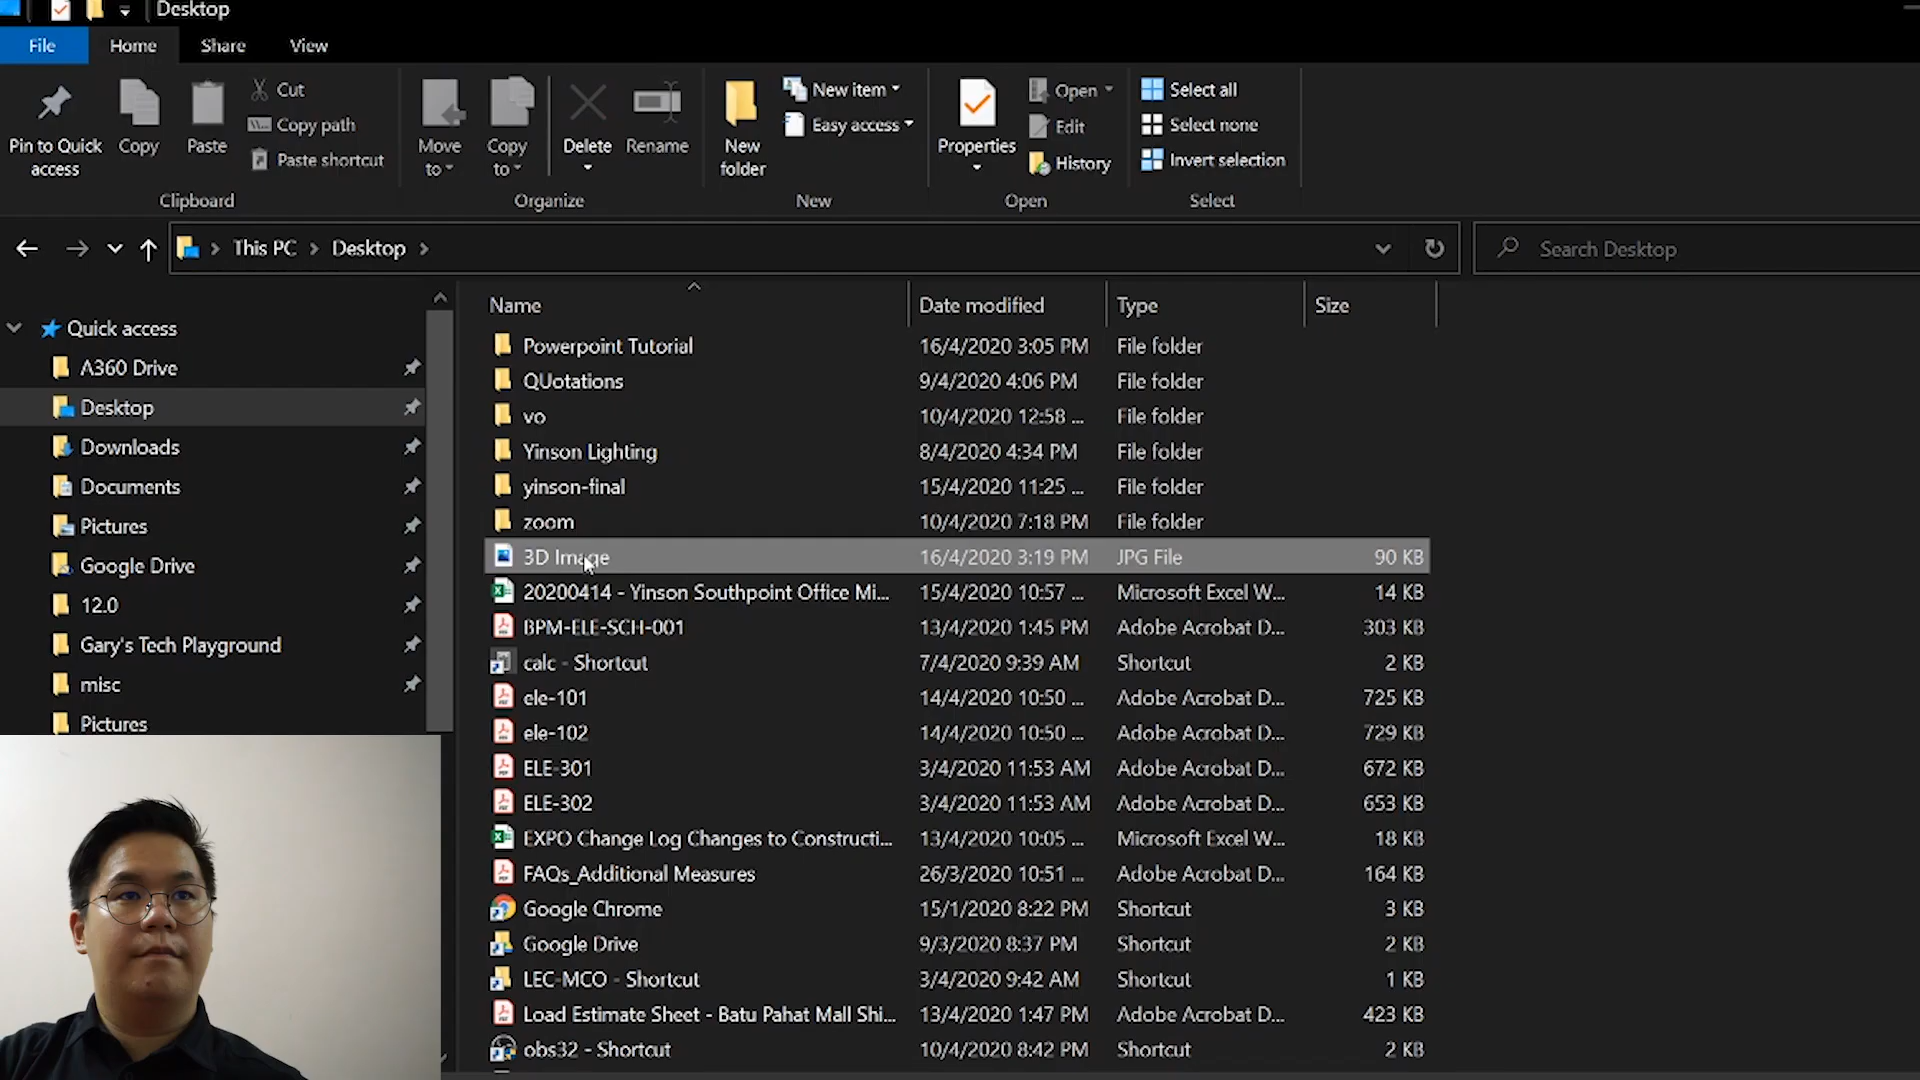 Desktop
File Home Share View
Pin to Quick access
Copy
Paste
Cut
Copy path
Paste shortcut
Clipboard
Move to
Copy to
Delete
Rename
Organize
New folder
New item
Easy access
New
Properties
Open
Edit
History
Open
Select all
Select none
Invert selection
Select
This PC > Desktop >
Search Desktop
Quick access
A360 Drive
Desktop
Downloads
Documents
Pictures
Google Drive
12.0
Gary's Tech Playground
misc
Pictures
Name Date modified Type Size
Powerpoint Tutorial 16/4/2020 3:05 PM File folder
QUotations 9/4/2020 4:06 PM File folder
vo 10/4/2020 12:58 ... File folder
Yinson Lighting 8/4/2020 4:34 PM File folder
yinson-final 15/4/2020 11:25 ... File folder
zoom 10/4/2020 7:18 PM File folder
3D Image 16/4/2020 3:19 PM JPG File 90 KB
20200414 - Yinson Southpoint Office Mi... 15/4/2020 10:57 ... Microsoft Excel W... 14 KB
BPM-ELE-SCH-001 13/4/2020 1:45 PM Adobe Acrobat D... 303 KB
calc - Shortcut 7/4/2020 9:39 AM Shortcut 2 KB
ele-101 14/4/2020 10:50 ... Adobe Acrobat D... 725 KB
ele-102 14/4/2020 10:50 ... Adobe Acrobat D... 729 KB
ELE-301 3/4/2020 11:53 AM Adobe Acrobat D... 672 KB
ELE-302 3/4/2020 11:53 AM Adobe Acrobat D... 653 KB
EXPO Change Log Changes to Constructi... 13/4/2020 10:05 ... Microsoft Excel W... 18 KB
FAQs_Additional Measures 26/3/2020 10:51 ... Adobe Acrobat D... 164 KB
Google Chrome 15/1/2020 8:22 PM Shortcut 3 KB
Google Drive 9/3/2020 8:37 PM Shortcut 2 KB
LEC-MCO - Shortcut 3/4/2020 9:42 AM Shortcut 1 KB
Load Estimate Sheet - Batu Pahat Mall Shi... 13/4/2020 1:47 PM Adobe Acrobat D... 423 KB
obs32 - Shortcut 10/4/2020 8:42 PM Shortcut 2 KB